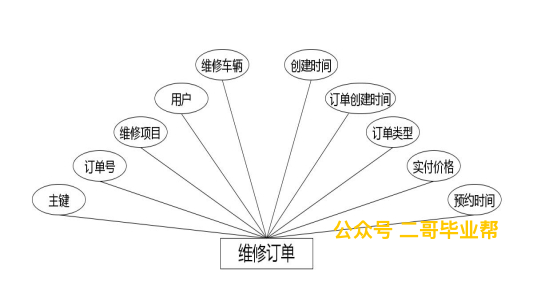 维修车辆
创建时间
用户
订单创建时间
维修项目
订单类型
订单号
实付价格
主键
预约时间
公众号 二哥毕业帮
维修订单